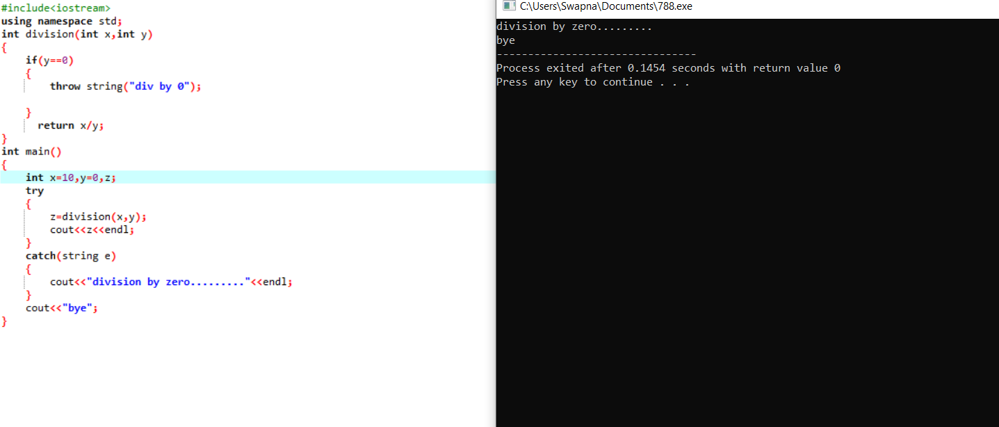 #include<iostream>
using namespace std;
int division(int x,int y)
{
    if(y==0)
    {
        throw string("div by 0");
    }
      return x/y;
}
int main()
{
    int x=10,y=0,z;
    try
    {
        z=division(x,y);
        cout<<z<<endl;
    }
    catch(string e)
    {
        cout<<"division by zero........."<<endl;
    }
    cout<<"bye";
}
C:\Users\Swapna\Documents\788.exe
division by zero.........
bye
--------------------------------
Process exited after 0.1454 seconds with return value 0
Press any key to continue . . .